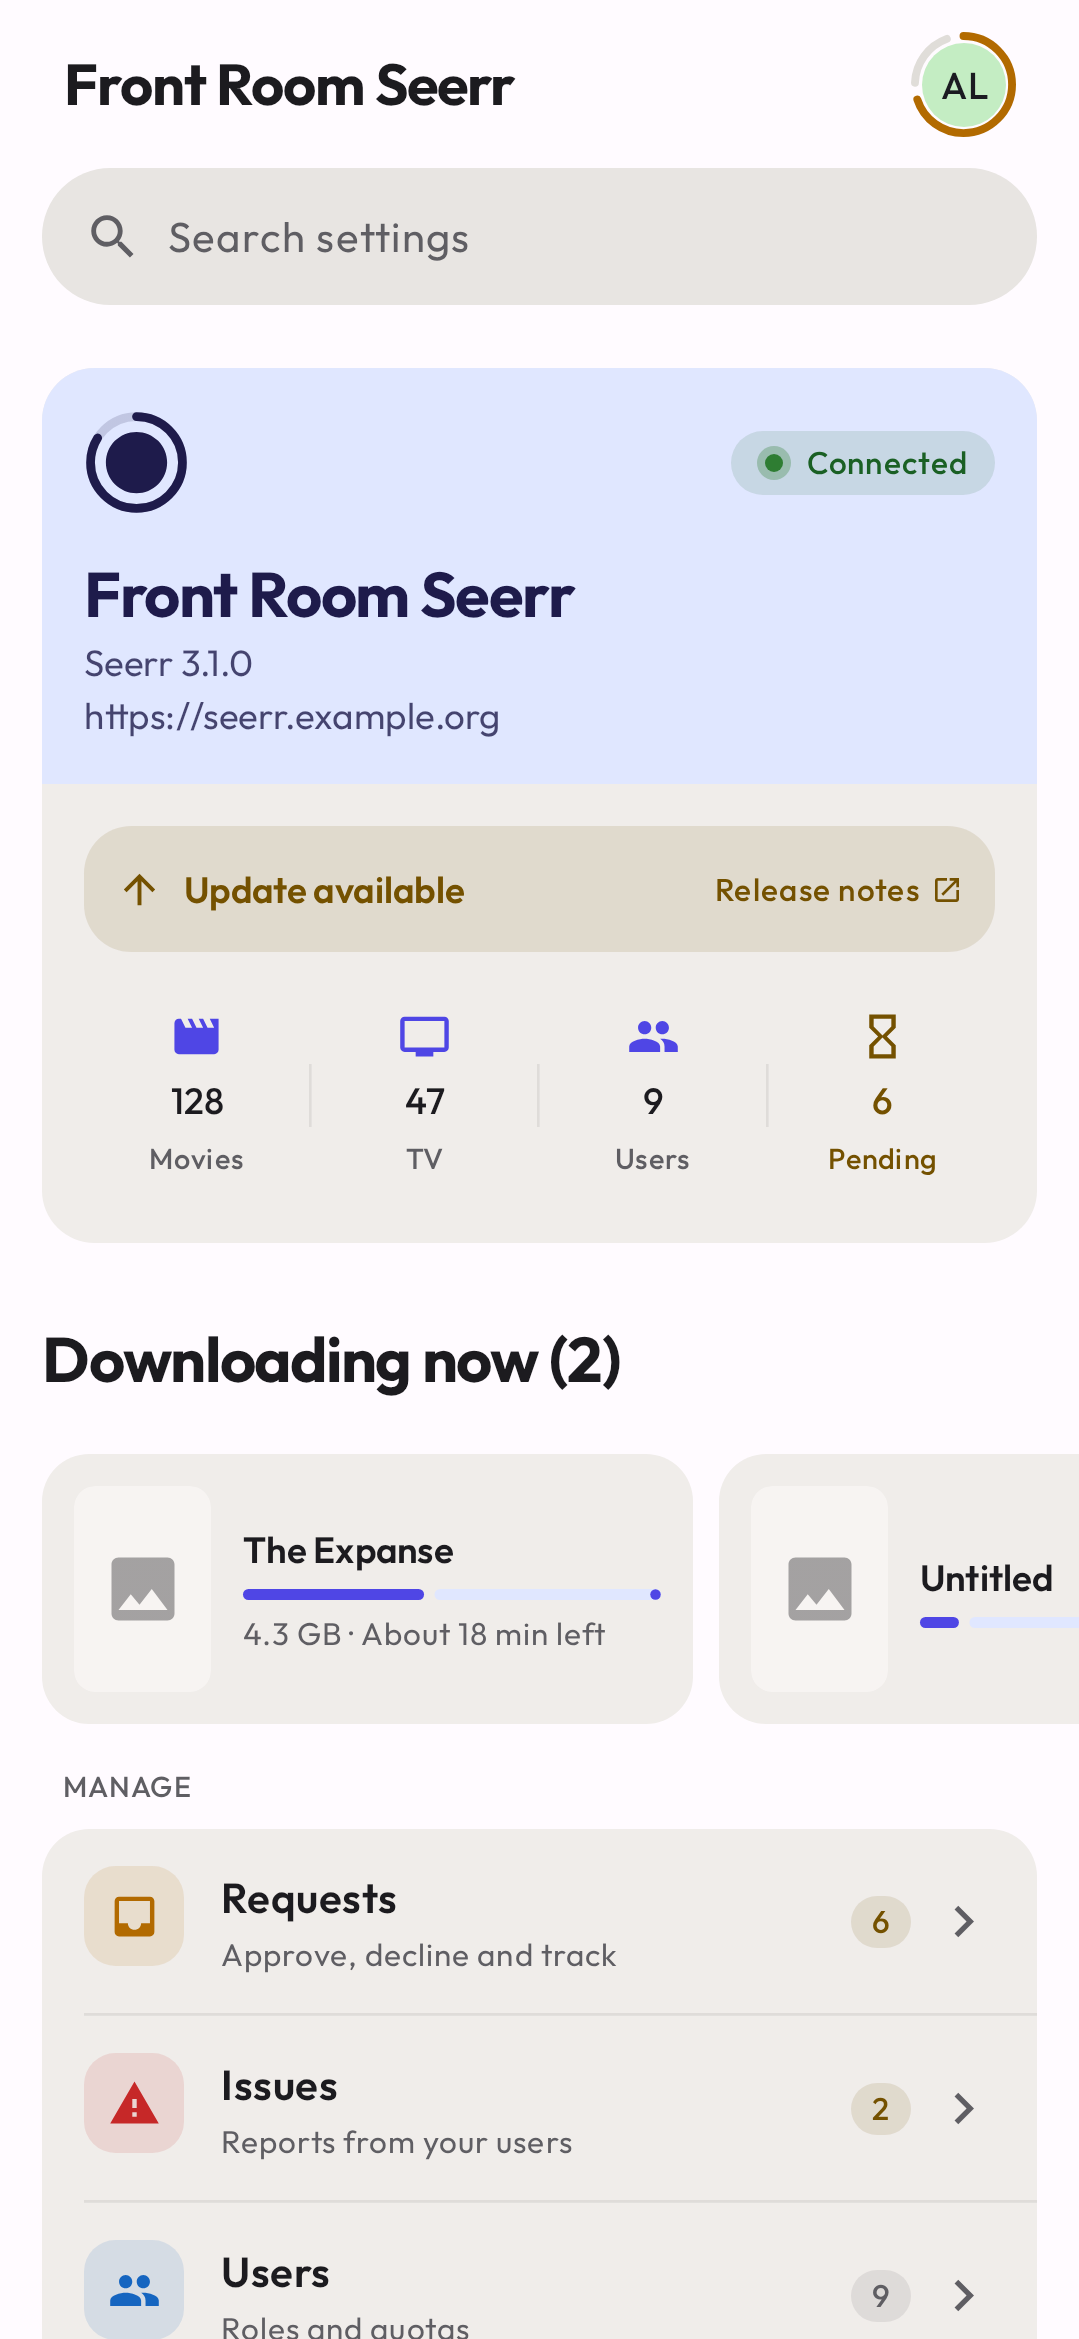 Front Room Seerr
AL
Search settings
Connected
Front Room Seerr
Seerr 3.1.0
https://seerr.example.org
Update available
Release notes
128
47
9
6
Movies
TV
Users
Pending
Downloading now (2)
The Expanse
4.3 GB · About 18 min left
Untitled
MANAGE
Requests
Approve, decline and track
6
Issues
Reports from your users
2
Users
Roles and quotas
9